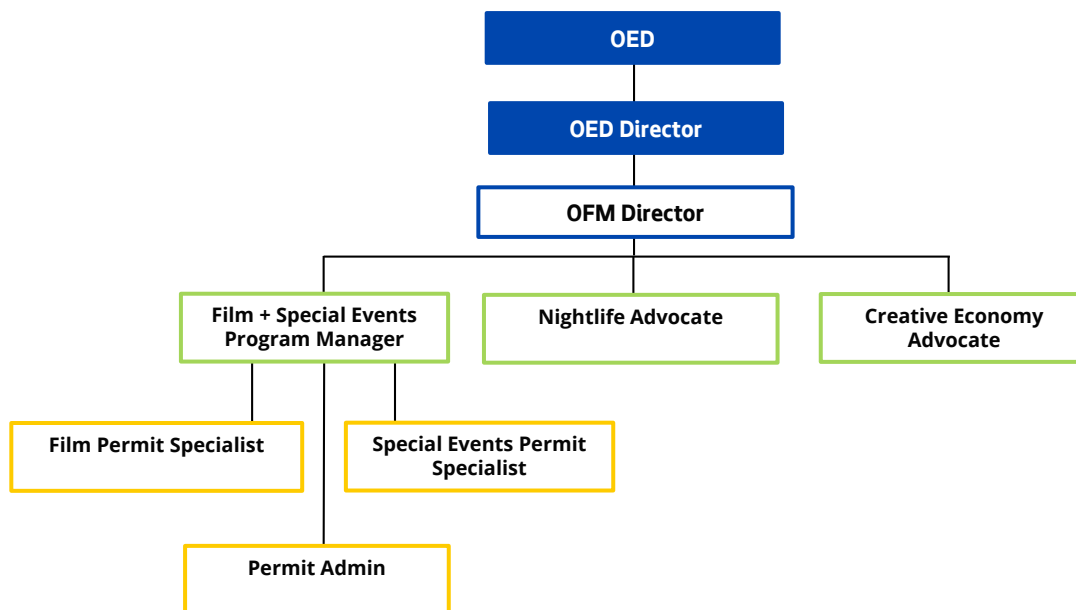 OED
OED Director
OFM Director
Film + Special Events
Program Manager
Nightlife Advocate
Creative Economy
Advocate
Film Permit Specialist
Special Events Permit
Specialist
Permit Admin